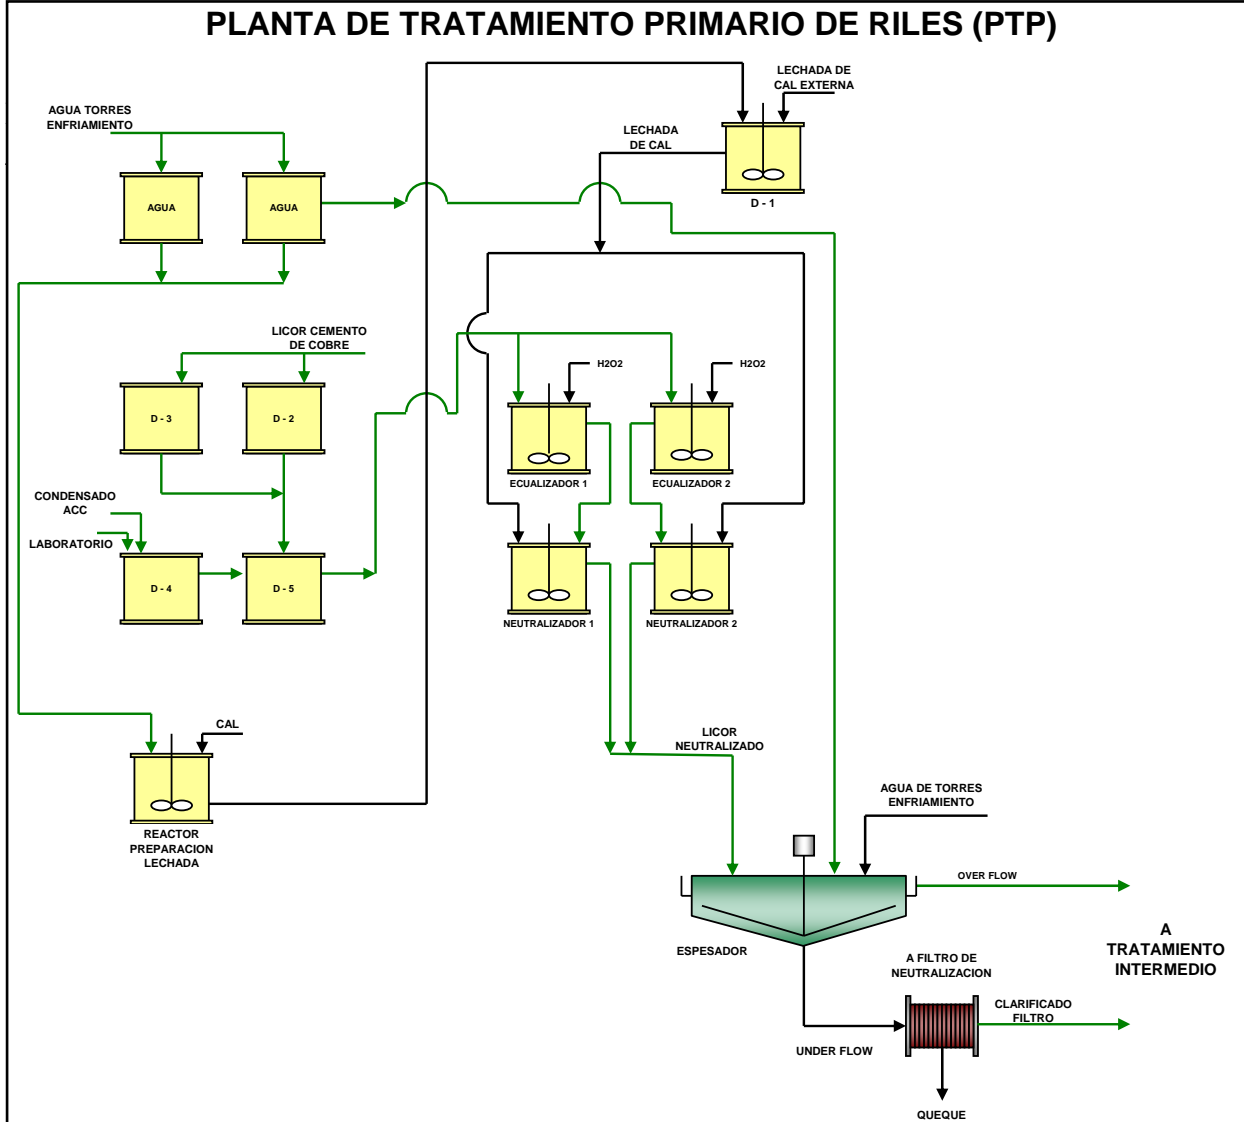 PLANTA DE TRATAMIENTO PRIMARIO DE RILES (PTP)
LECHADA DE
CAL EXTERNA
AGUA TORRES
ENFRIAMIENTO
LECHADA
DE CAL
AGUA
AGUA
D - 1
LICOR CEMENTO
DE COBRE
H2O2
H2O2
D - 3
D - 2
ECUALIZADOR 1
ECUALIZADOR 2
CONDENSADO
ACC
LABORATORIO
D - 4
D - 5
NEUTRALIZADOR 1
NEUTRALIZADOR 2
CAL
LICOR
NEUTRALIZADO
AGUA DE TORRES
ENFRIAMIENTO
REACTOR
PREPARACION
LECHADA
OVER FLOW
A
TRATAMIENTO
INTERMEDIO
ESPESADOR
A FILTRO DE
NEUTRALIZACION
CLARIFICADO
FILTRO
UNDER FLOW
QUEQUE